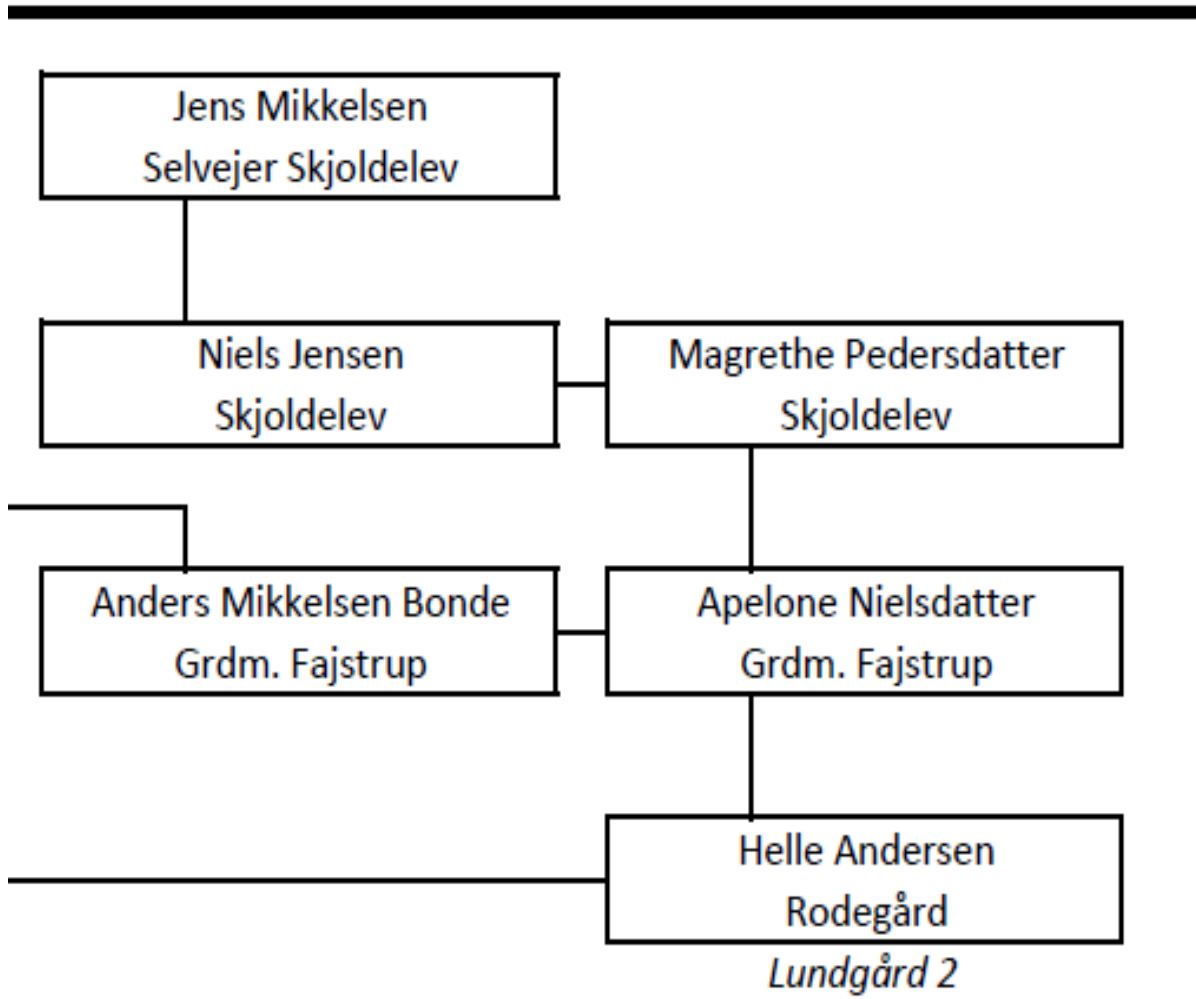 Jens Mikkelsen
Selvejer Skjoldelev
Niels Jensen
Skjoldelev
Magrethe Pedersdatter
Skjoldelev
Anders Mikkelsen Bonde
Grdm. Fajstrup
Apelone Nielsdatter
Grdm. Fajstrup
Helle Andersen
Rodegård
Lundgård 2